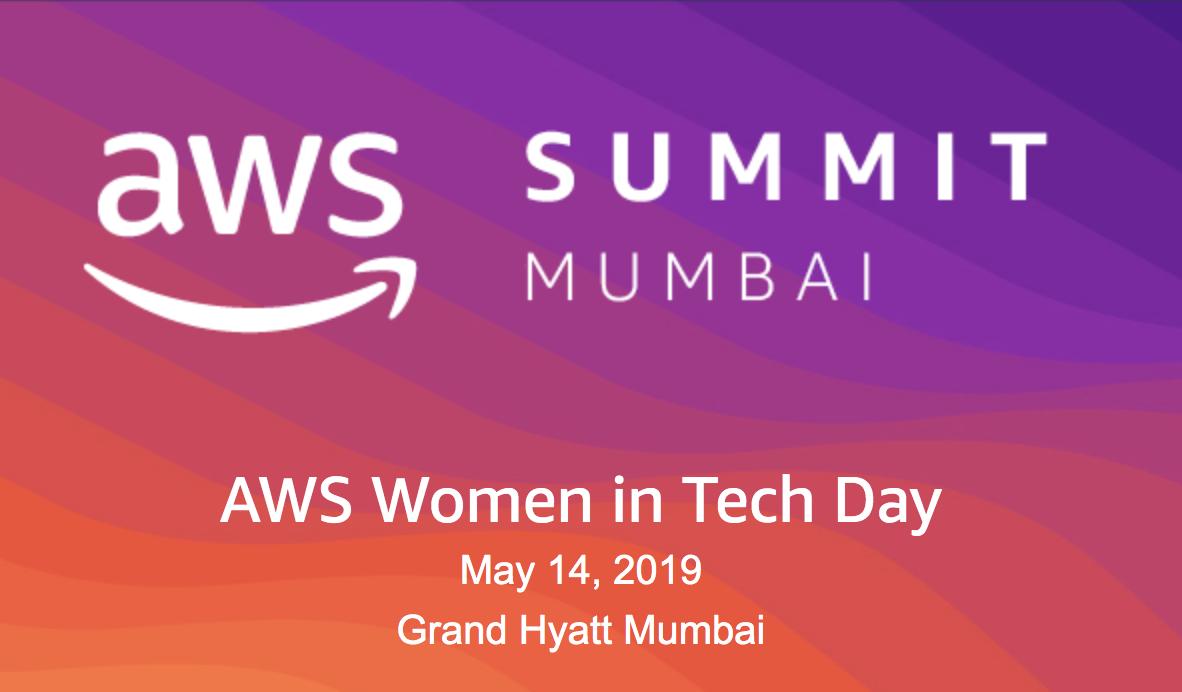 aws
SUMMIT
MUMBAI
AWS Women in Tech Day
May 14, 2019
Grand Hyatt Mumbai